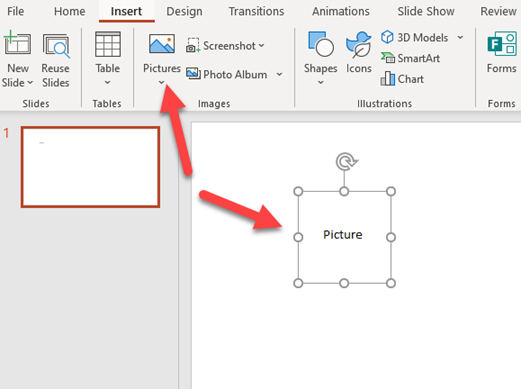 File Home Insert Design Transitions Animations Slide Show Review
New Slide
Reuse Slides
Slides
Table
Tables
Pictures
Screenshot
Photo Album
Images
Shapes
Icons
3D Models
SmartArt
Chart
Illustrations
Forms
Forms
1
Picture